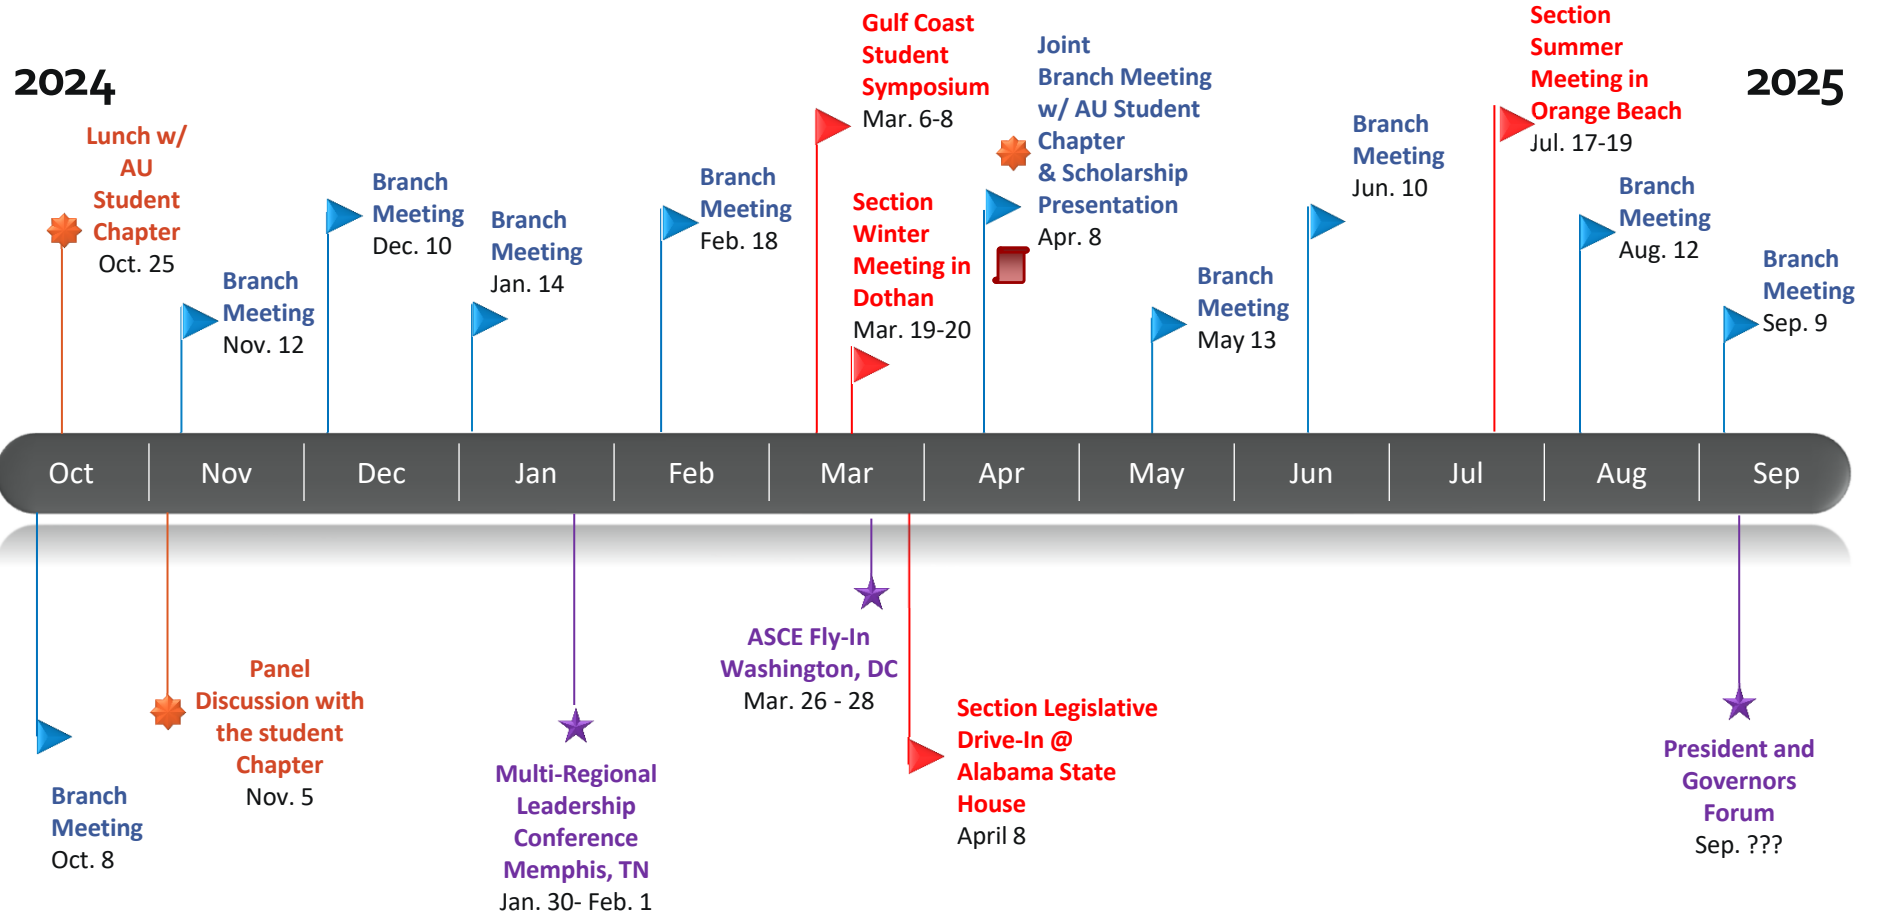 2024
2025
Lunch w/
AU
Student
Chapter
Oct. 25
Branch
Meeting
Nov. 12
Branch
Meeting
Dec. 10
Branch
Meeting
Jan. 14
Branch
Meeting
Feb. 18
Gulf Coast
Student
Symposium
Mar. 6-8
Section
Winter
Meeting in
Dothan
Mar. 19-20
Joint
Branch Meeting
w/ AU Student
Chapter
& Scholarship
Presentation
Apr. 8
Branch
Meeting
May 13
Branch
Meeting
Jun. 10
Section
Summer
Meeting in
Orange Beach
Jul. 17-19
Branch
Meeting
Aug. 12
Branch
Meeting
Sep. 9
Oct Nov Dec Jan Feb Mar Apr May Jun Jul Aug Sep
Branch
Meeting
Oct. 8
Panel
Discussion with
the student
Chapter
Nov. 5
Multi-Regional
Leadership
Conference
Memphis, TN
Jan. 30- Feb. 1
ASCE Fly-In
Washington, DC
Mar. 26 - 28
Section Legislative
Drive-In @
Alabama State
House
April 8
President and
Governors
Forum
Sep. ???